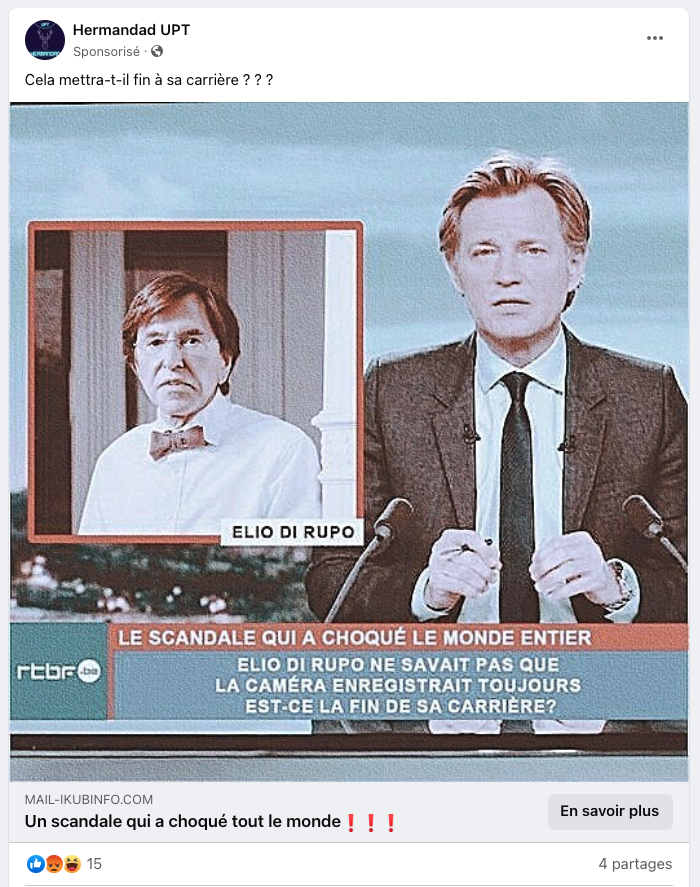 Hermandad UPT
Sponsorisé ·
Cela mettra-t-il fin à sa carrière ? ? ?
ELIO DI RUPO
LE SCANDALE QUI A CHOQUÉ LE MONDE ENTIER
rtbf.be
ELIO DI RUPO NE SAVAIT PAS QUE
LA CAMÉRA ENREGISTRAIT TOUJOURS
EST-CE LA FIN DE SA CARRIÈRE?
MAIL-IKUBINFO.COM
Un scandale qui a choqué tout le monde❗❗❗
En savoir plus
15
4 partages